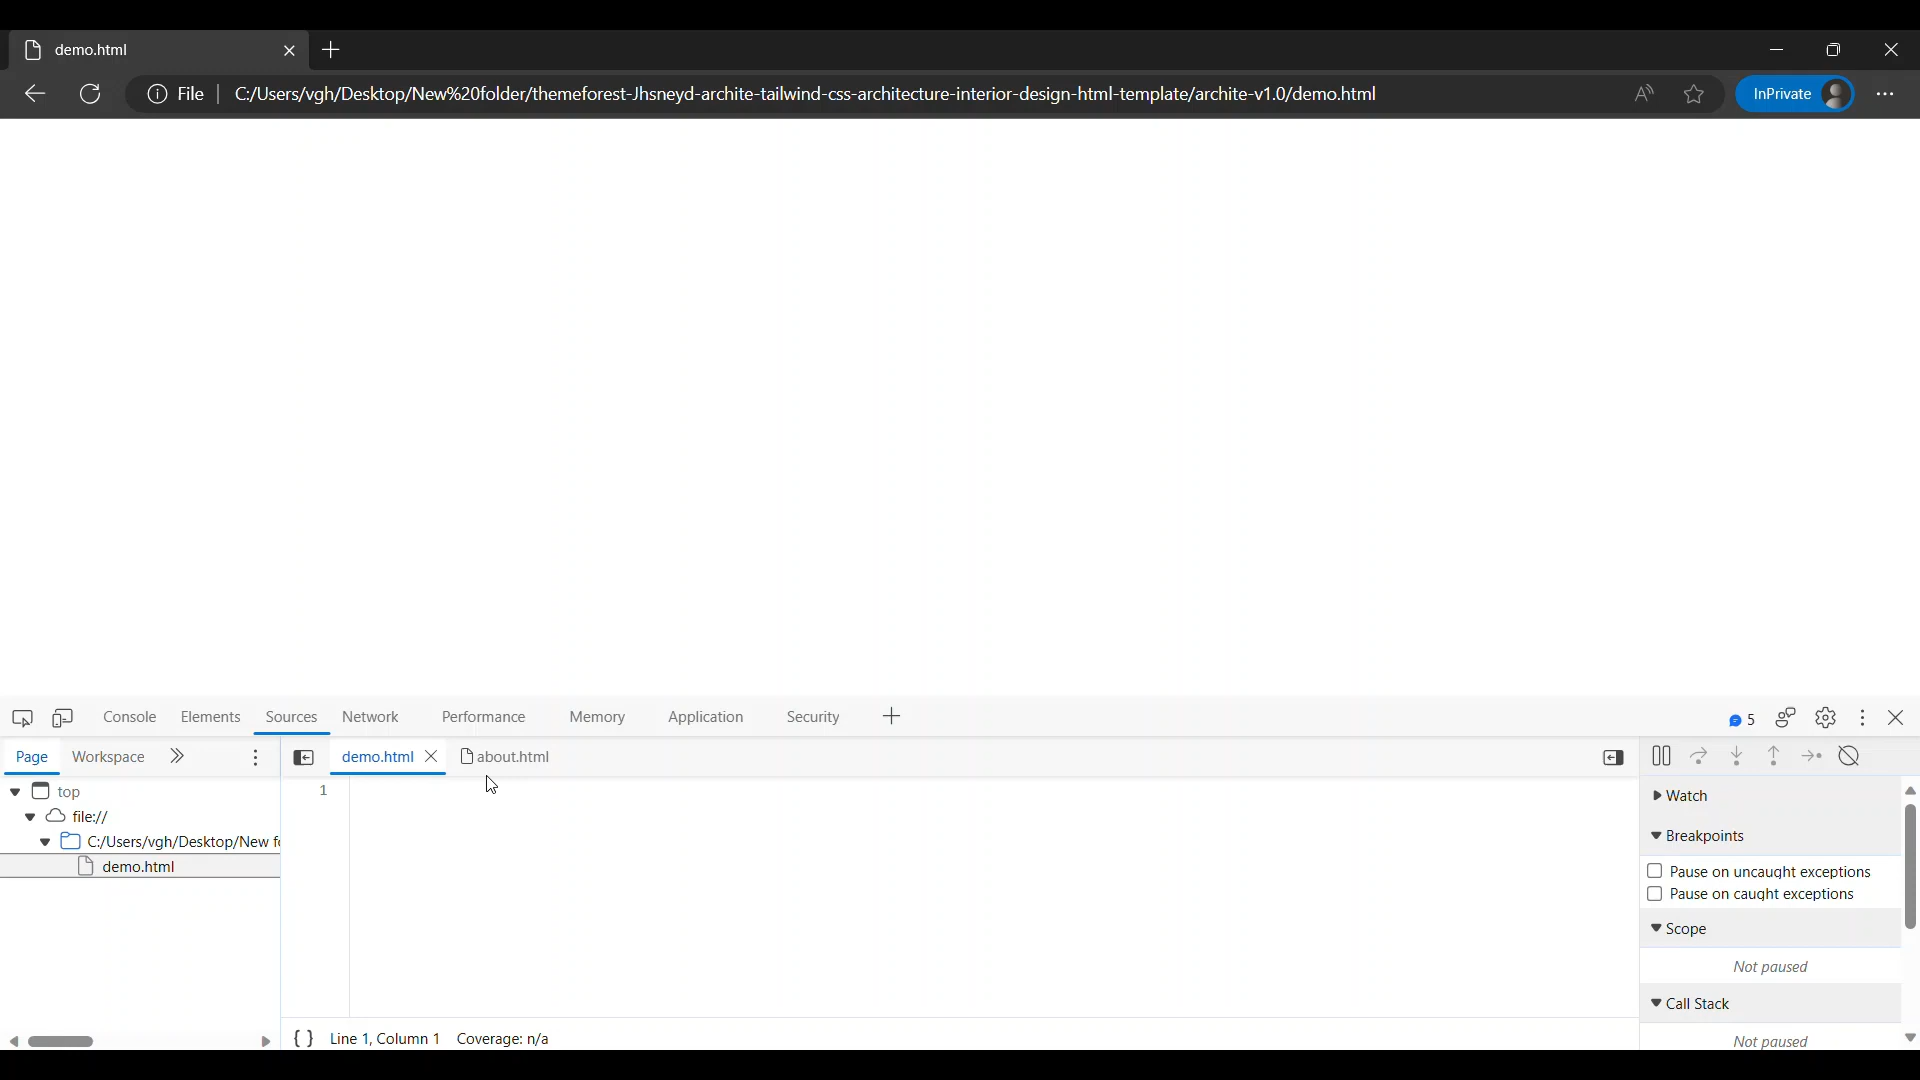 demo.html
File C:/Users/vgh/Desktop/New%20folder/themeforest-Jhsneyd-archite-tailwind-css-architecture-interior-design-html-template/archite-v1.0/demo.html InPrivate
Console Elements Sources Network Performance Memory Application Security 5
Page Workspace demo.html about.html
top
file://
C:/Users/vgh/Desktop/New f
demo.html
1
Line 1, Column 1 Coverage: n/a
Watch
Breakpoints
Pause on uncaught exceptions
Pause on caught exceptions
Scope
Not paused
Call Stack
Not paused